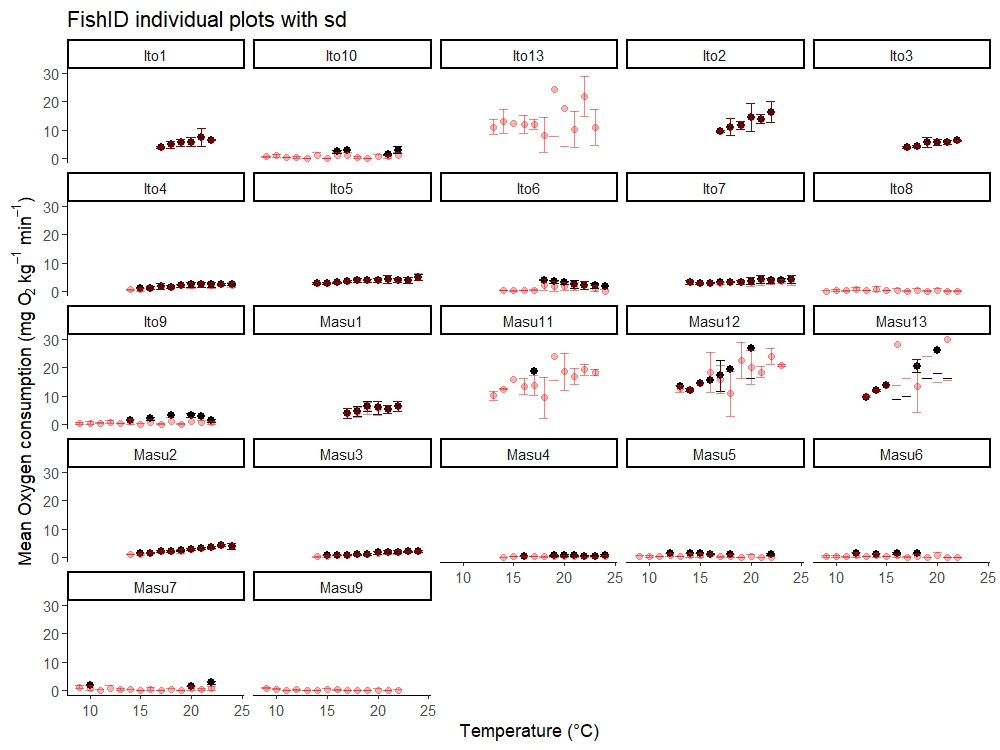 FishID individual plots with sd
Ito1 Ito10 Ito13 Ito2 Ito3
30
20
10
0
Ito4 Ito5 Ito6 Ito7 Ito8
30
20
10
0
Ito9 Masu1 Masu11 Masu12 Masu13
30
20
10
0
Masu2 Masu3 Masu4 Masu5 Masu6
30
20
10
0
10 15 20 25 10 15 20 25 10 15 20 25
Masu7 Masu9
30
20
10
0
10 15 20 25 10 15 20 25
Mean Oxygen consumption (mg O₂ kg⁻¹ min⁻¹)
Temperature (°C)